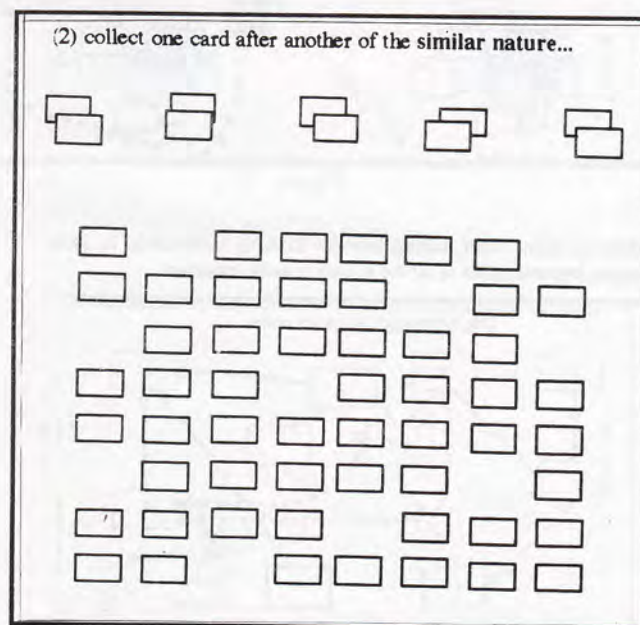 (2) collect one card after another of the similar nature...